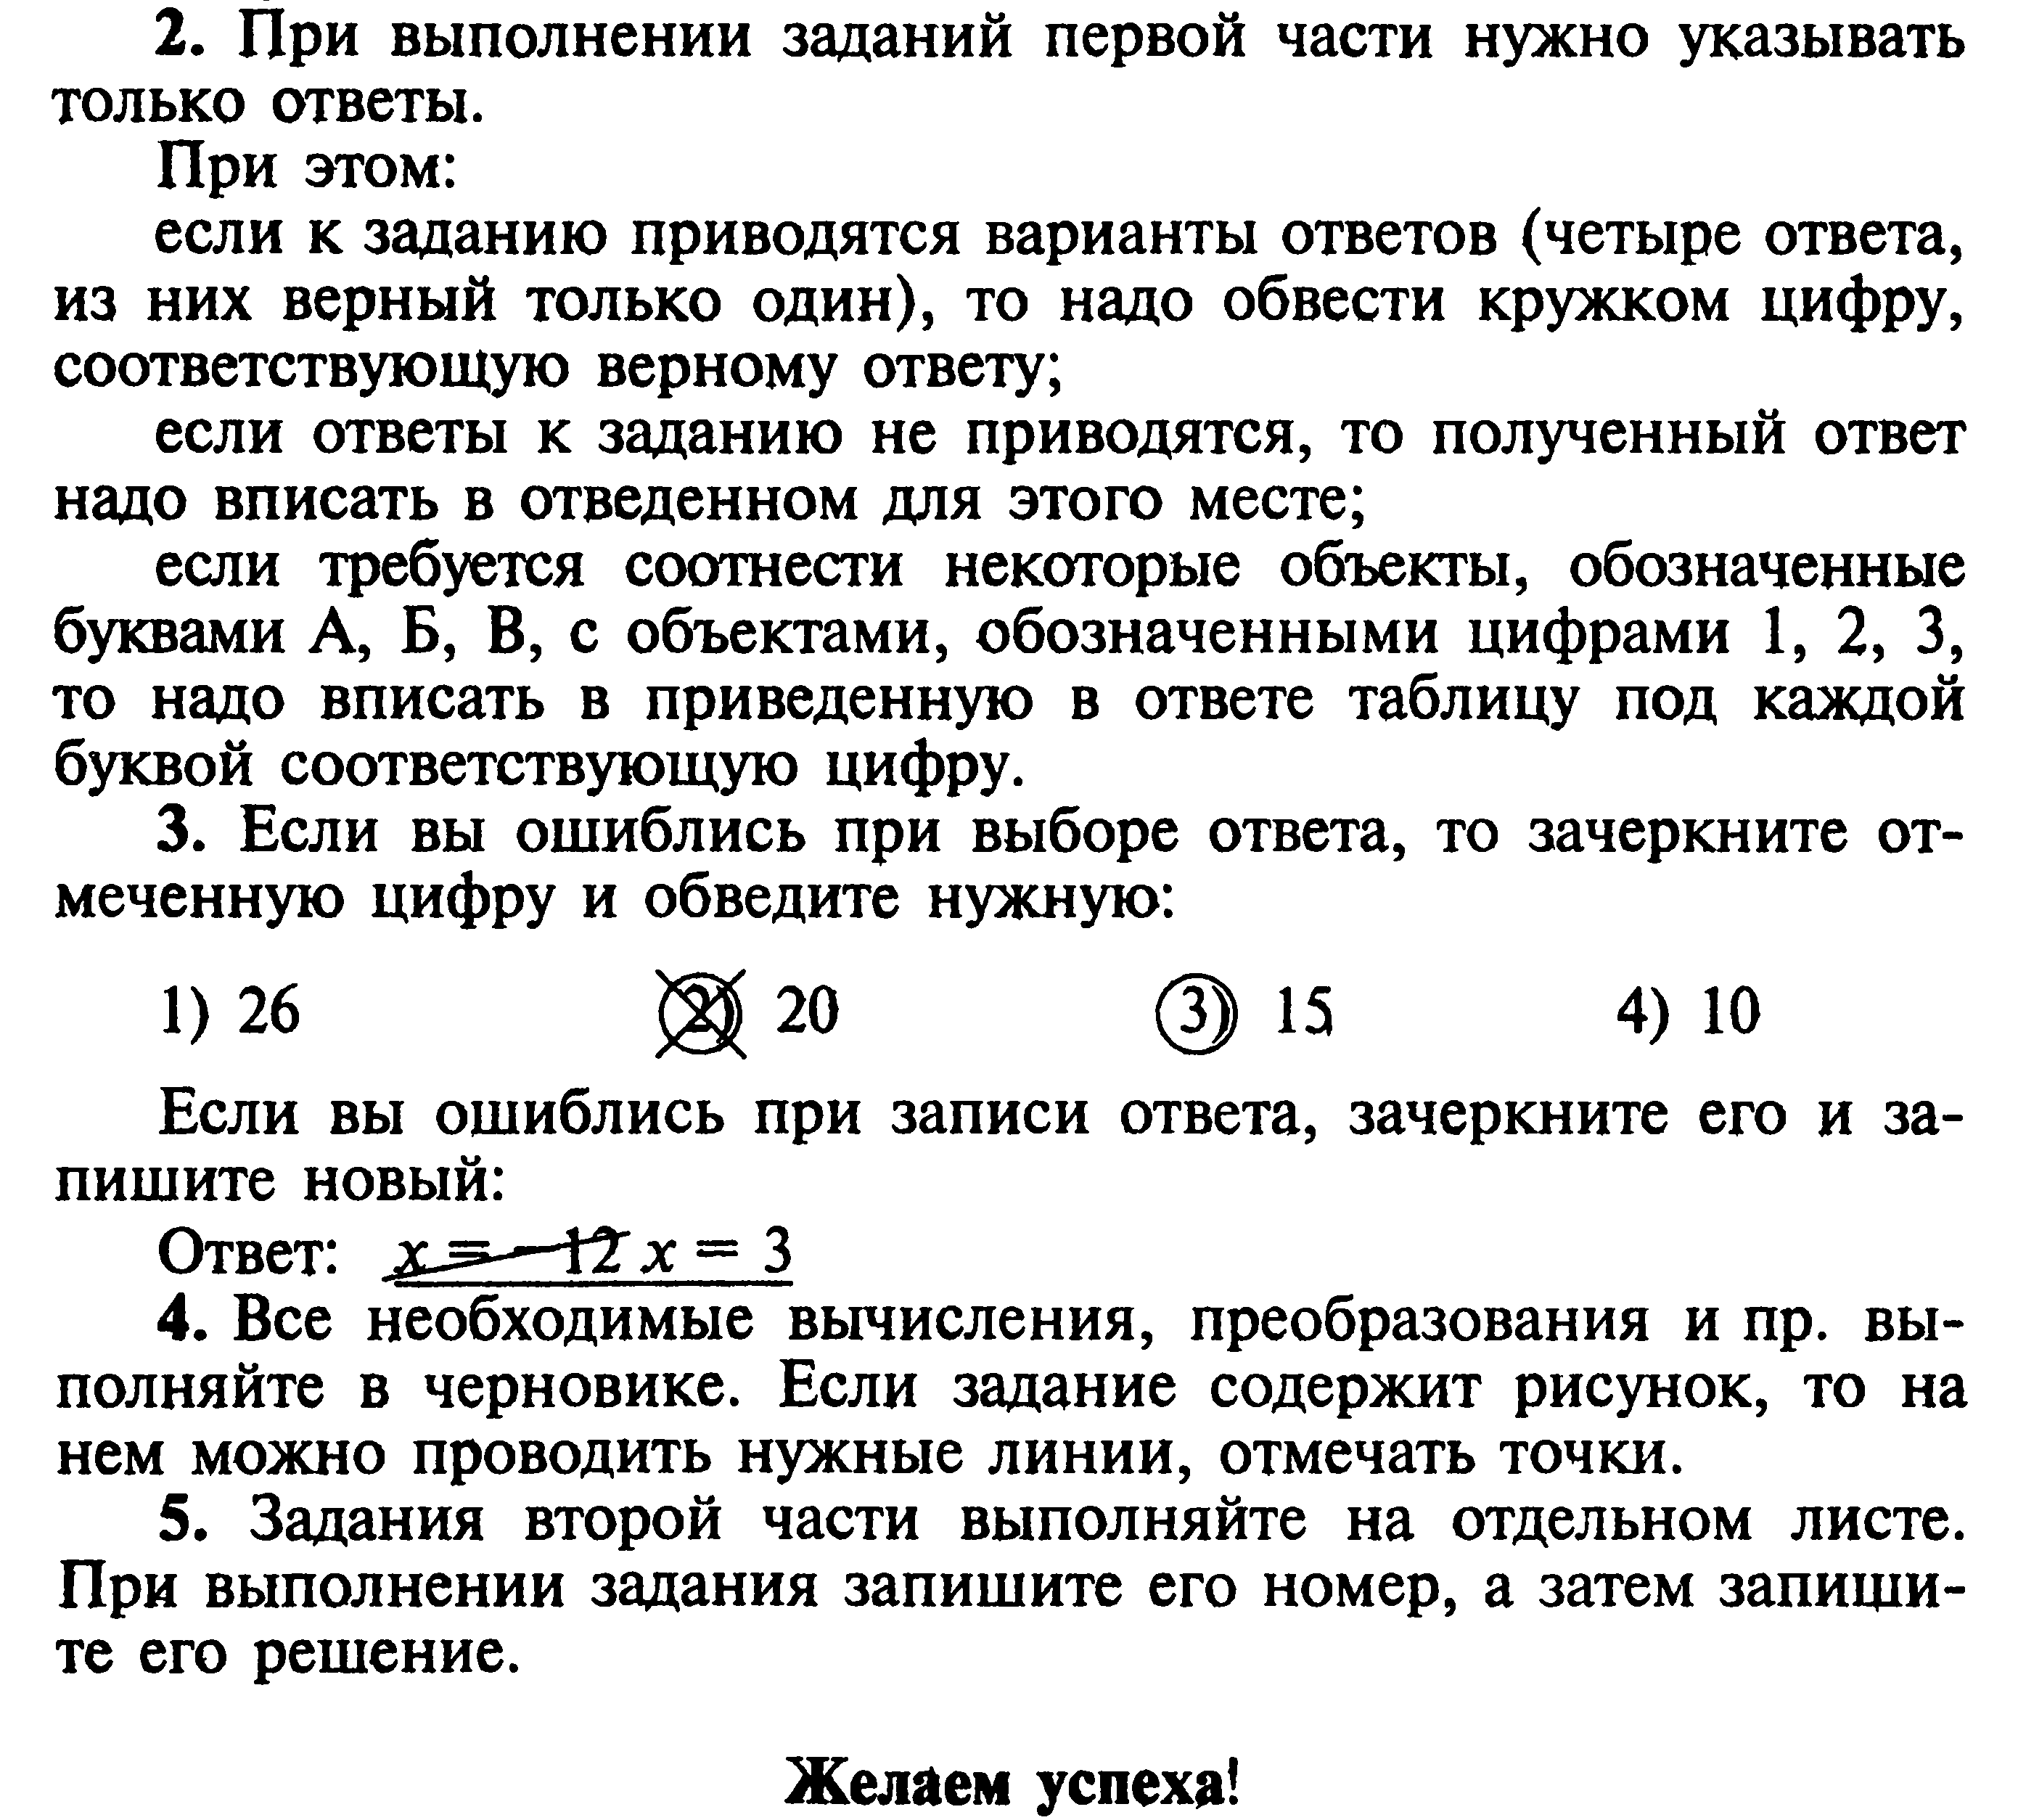 2. При выполнении заданий первой части нужно указывать
только ответы.
При этом:
если к заданию приводятся варианты ответов (четыре ответа,
из них верный только один), то надо обвести кружком цифру,
соответствующую верному ответу;
если ответы к заданию не приводятся, то полученный ответ
надо вписать в отведенном для этого месте;
если требуется соотнести некоторые объекты, обозначенные
буквами А, Б, В, с объектами, обозначенными цифрами 1, 2, 3,
то надо вписать в приведенную в ответе таблицу под каждой
буквой соответствующую цифру.
3. Если вы ошиблись при выборе ответа, то зачеркните от-
меченную цифру и обведите нужную:
1) 26 2) 20 3) 15 4) 10
Если вы ошиблись при записи ответа, зачеркните его и за-
пишите новый:
Ответ: x = −12 x = 3
4. Все необходимые вычисления, преобразования и пр. вы-
полняйте в черновике. Если задание содержит рисунок, то на
нем можно проводить нужные линии, отмечать точки.
5. Задания второй части выполняйте на отдельном листе.
При выполнении задания запишите его номер, а затем запиши-
те его решение.
Желаем успеха!